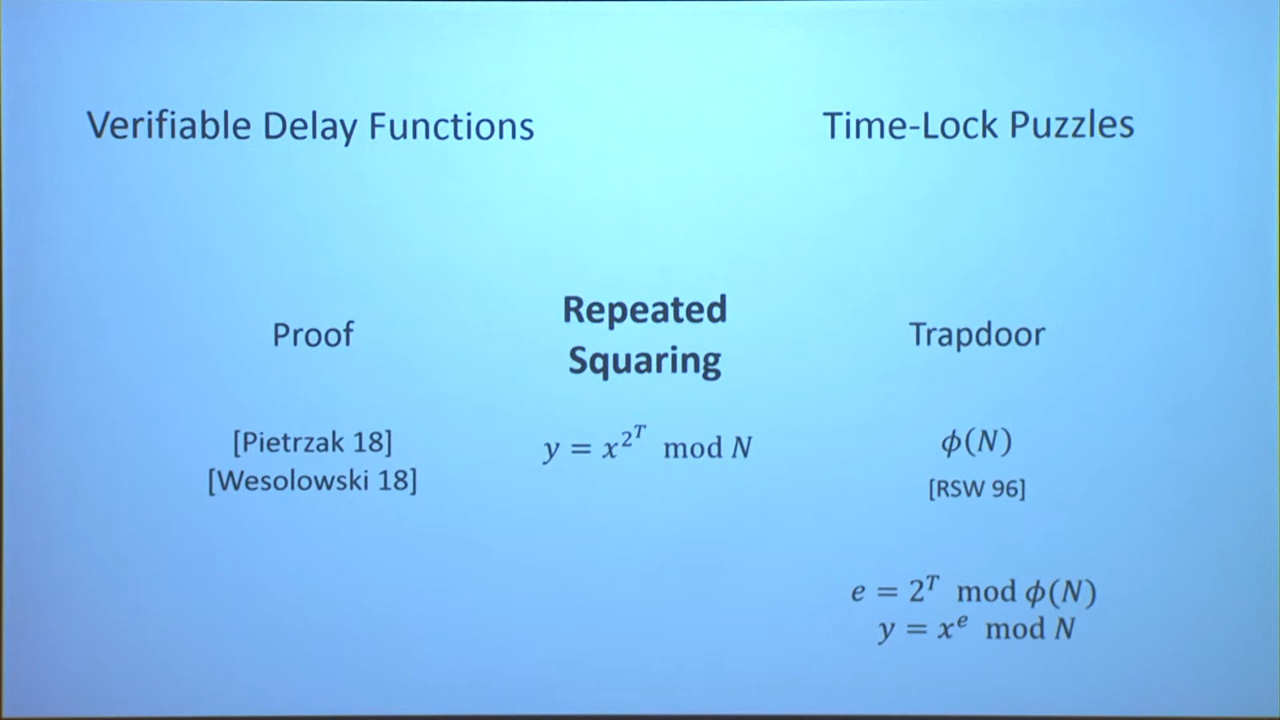 Verifiable Delay Functions
Time-Lock Puzzles
Proof
Repeated
Squaring
Trapdoor
[Pietrzak 18]
[Wesolowski 18]
y = x^{2^T} mod N
ϕ(N)
[RSW 96]
e = 2^T mod ϕ(N)
y = x^e mod N